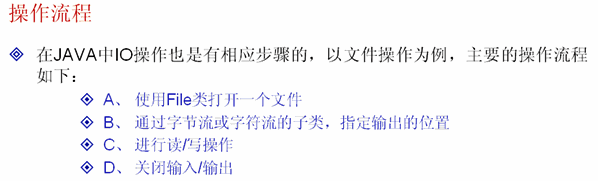 操作流程
在JAVA中IO操作也是有相应步骤的，以文件操作为例，主要的操作流程
如下：
A、 使用File类打开一个文件
B、 通过字节流或字符流的子类，指定输出的位置
C、 进行读/写操作
D、 关闭输入/输出